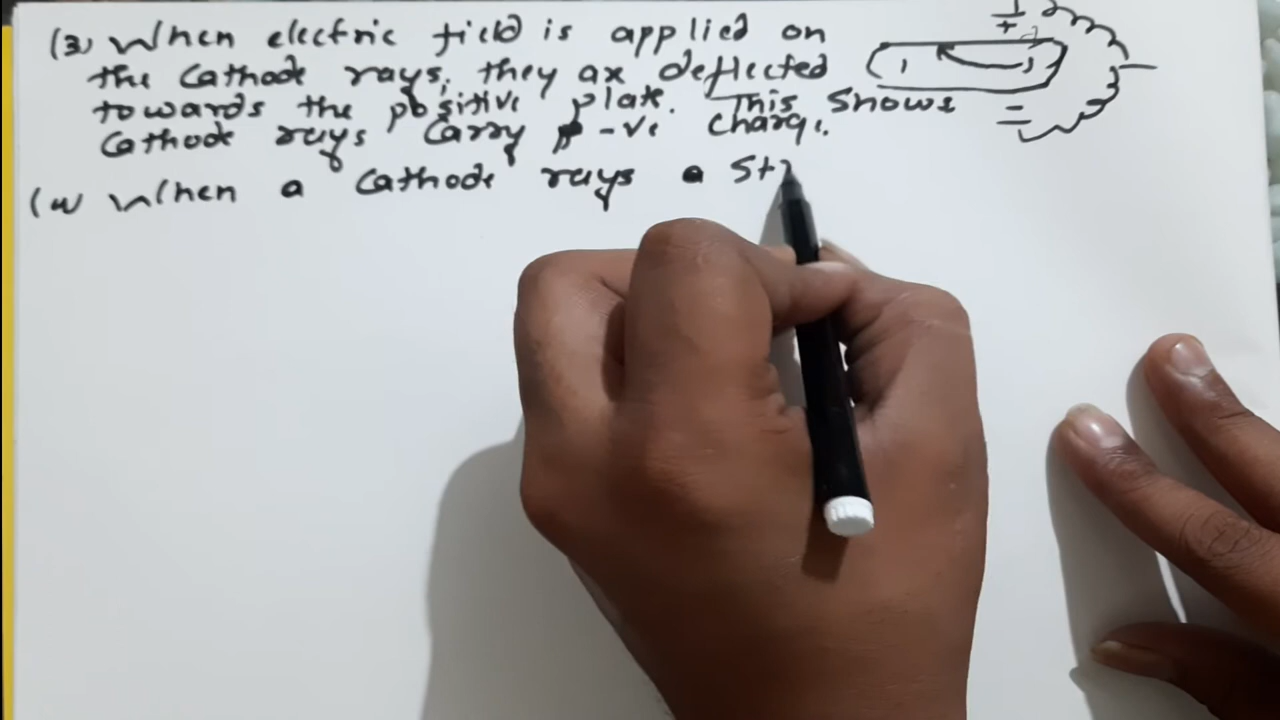 (3) When electric field is applied on
the Cathode rays, they are deflected
towards the positive plate. This Shows
Cathode rays Carry -ve Charge.
(4) When a Cathode rays a St